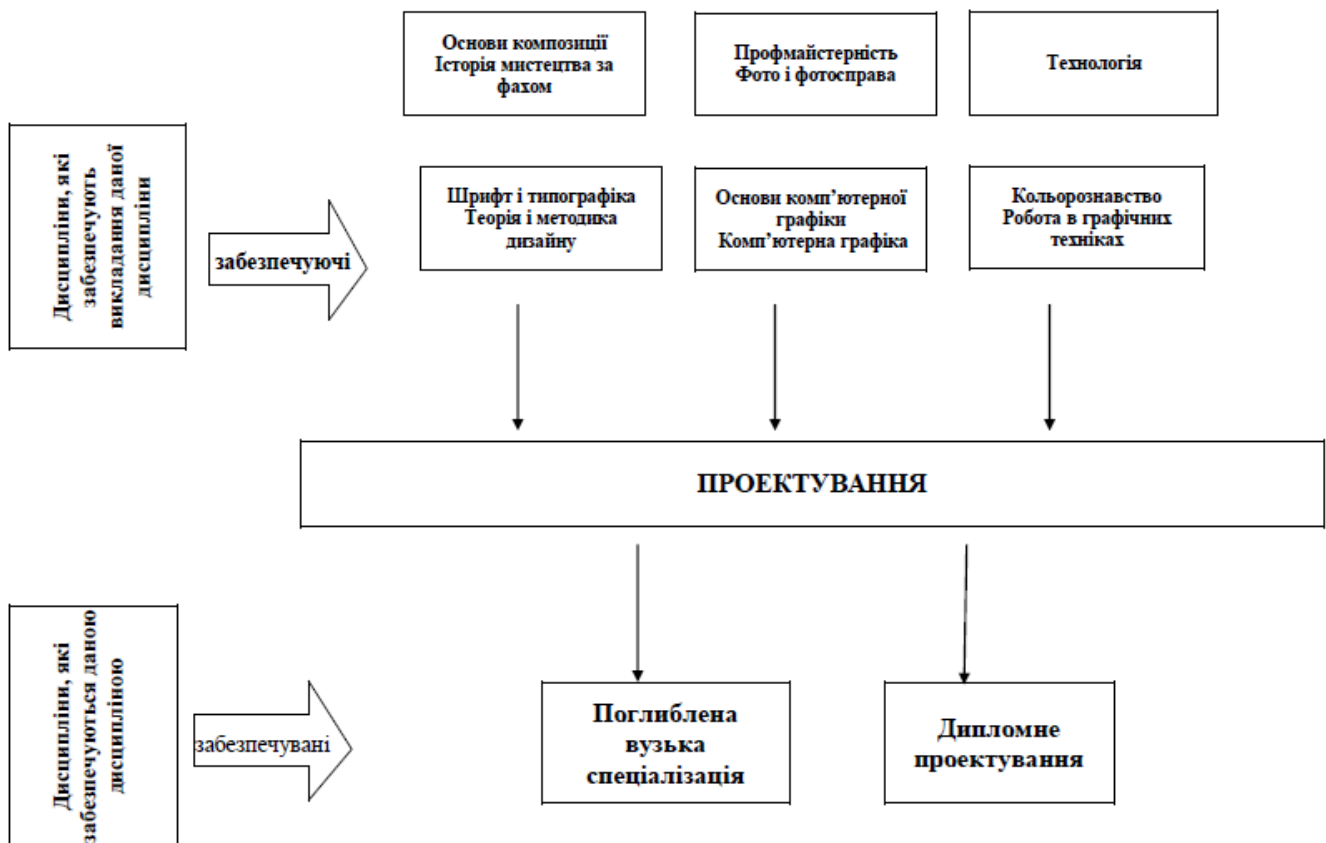 Основи композиції
Історія мистецтва за
фахом
Профмайстерність
Фото і фотосправа
Технологія
Дисципліни, які
забезпечують
викладання даної
дисципліни
забезпечуючі
Шрифт і типографіка
Теорія і методика
дизайну
Основи комп’ютерної
графіки
Комп’ютерна графіка
Кольорознавство
Робота в графічних
техніках
ПРОЕКТУВАННЯ
Дисципліни, які
забезпечуються даною
дисципліною
забезпечувані
Поглиблена
вузька
спеціалізація
Дипломне
проектування